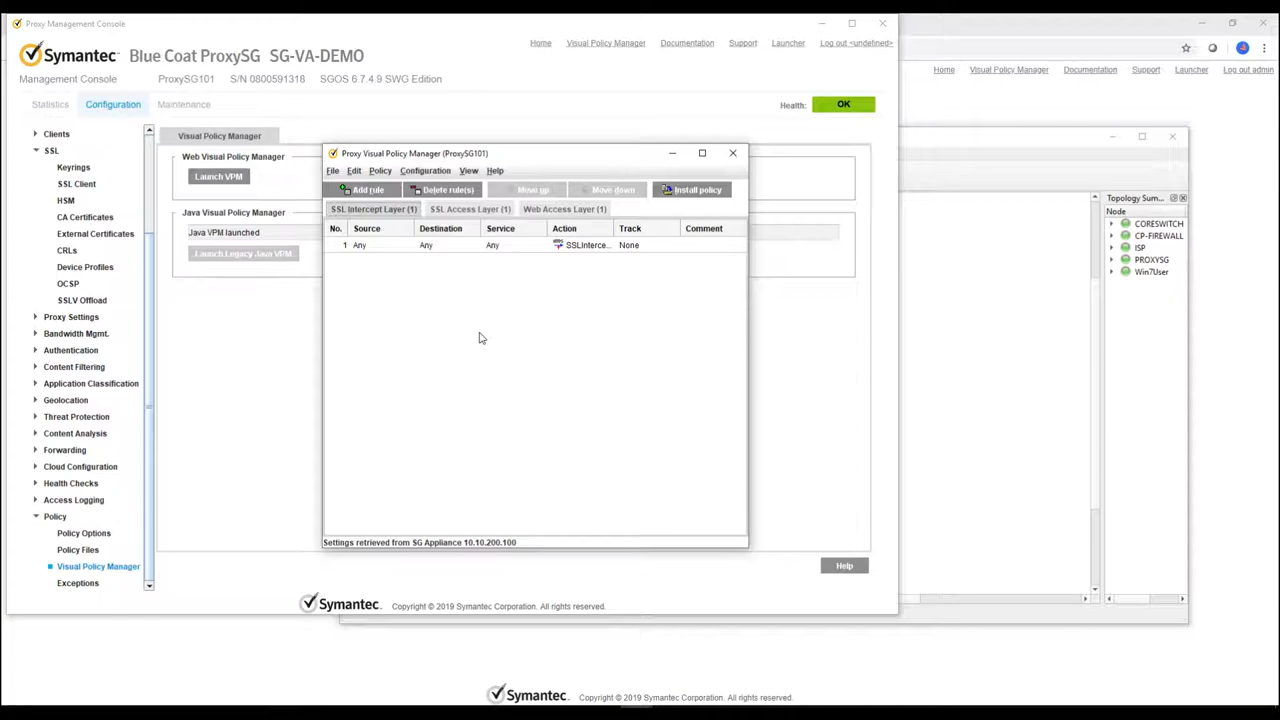 Proxy Management Console
Symantec™ Blue Coat ProxySG SG-VA-DEMO
Home Visual Policy Manager Documentation Support Launcher Log out <undefined>
Management Console ProxySG101 S/N 0800591318 SGOS 6.7.4.9 SWG Edition
Home Visual Policy Manager Documentation Support Launcher Log out admin
Statistics Configuration Maintenance
Health: OK
Clients
SSL
Keyrings
SSL Client
HSM
CA Certificates
External Certificates
CRLs
Device Profiles
OCSP
SSLV Offload
Proxy Settings
Bandwidth Mgmt.
Authentication
Content Filtering
Application Classification
Geolocation
Threat Protection
Content Analysis
Forwarding
Cloud Configuration
Health Checks
Access Logging
Policy
Policy Options
Policy Files
Visual Policy Manager
Exceptions
Visual Policy Manager
Web Visual Policy Manager
Launch VPM
Java Visual Policy Manager
Java VPM launched
Launch Legacy Java VPM
Proxy Visual Policy Manager (ProxySG101)
File Edit Policy Configuration View Help
Add rule Delete rule(s) Move up Move down Install policy
SSL Intercept Layer (1) SSL Access Layer (1) Web Access Layer (1)
No. Source Destination Service Action Track Comment
1 Any Any Any SSLInterce... None
Settings retrieved from SG Appliance 10.10.200.100
Help
Symantec. Copyright © 2019 Symantec Corporation. All rights reserved.
Topology Sum...
Node
CORESWITCH
CP-FIREWALL
ISP
PROXYSG
Win7User
Symantec. Copyright © 2019 Symantec Corporation. All rights reserved.